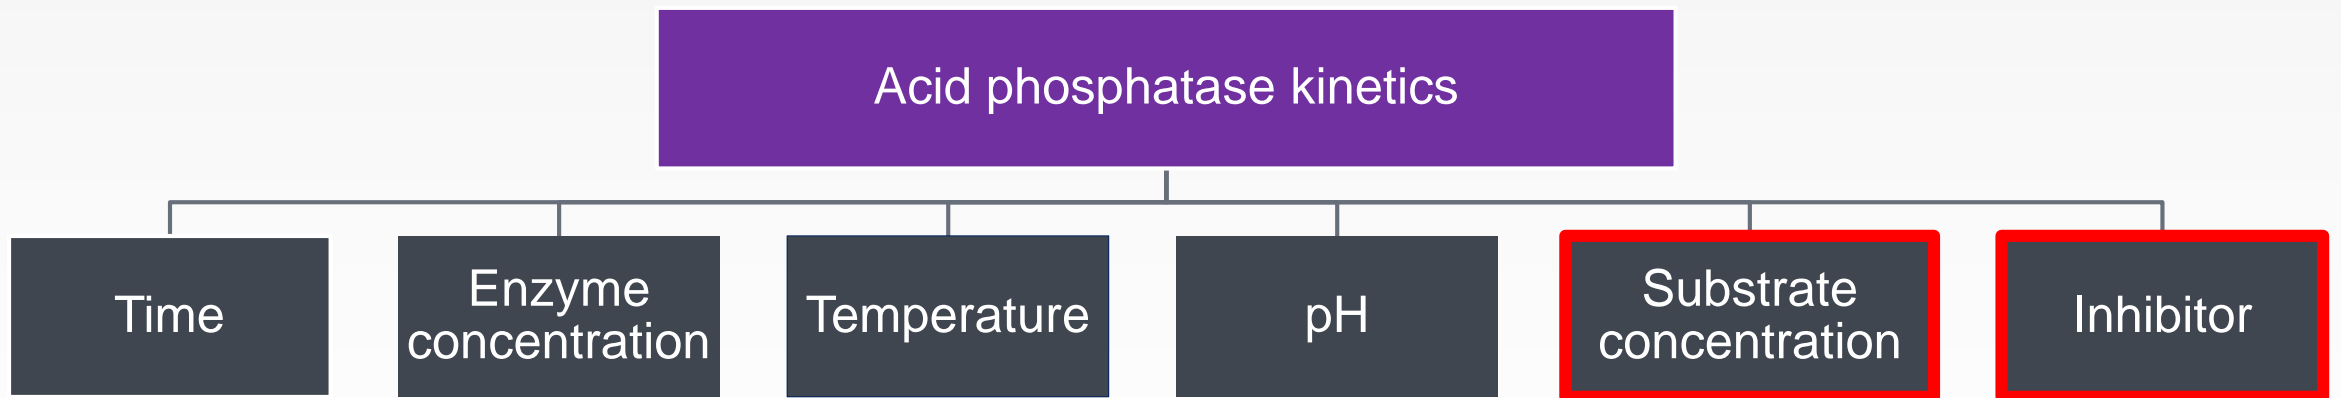 Acid phosphatase kinetics
Time
Enzyme
concentration
Temperature
pH
Substrate
concentration
Inhibitor